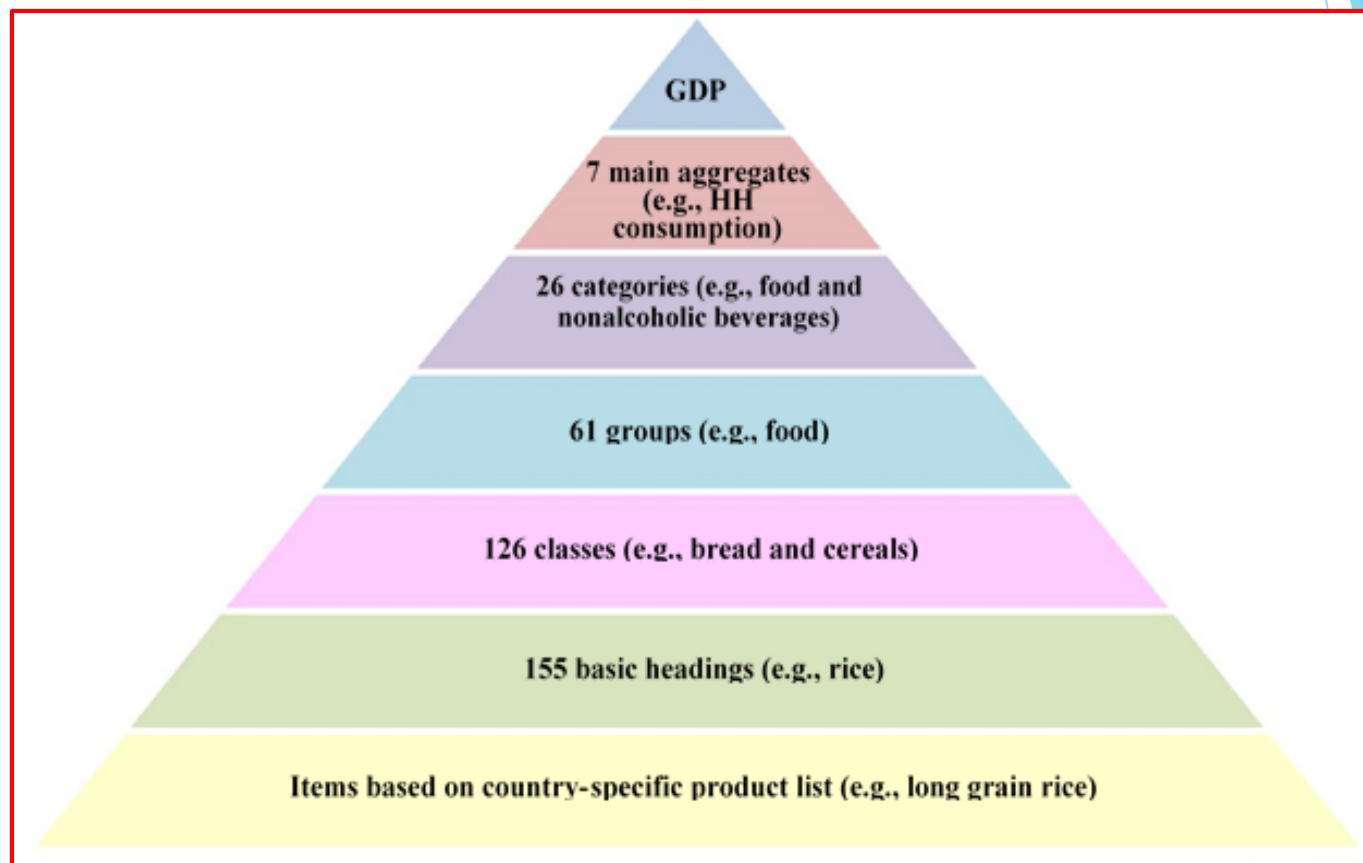 GDP
7 main aggregates
(e.g., HH
consumption)
26 categories (e.g., food and
nonalcoholic beverages)
61 groups (e.g., food)
126 classes (e.g., bread and cereals)
155 basic headings (e.g., rice)
Items based on country-specific product list (e.g., long grain rice)